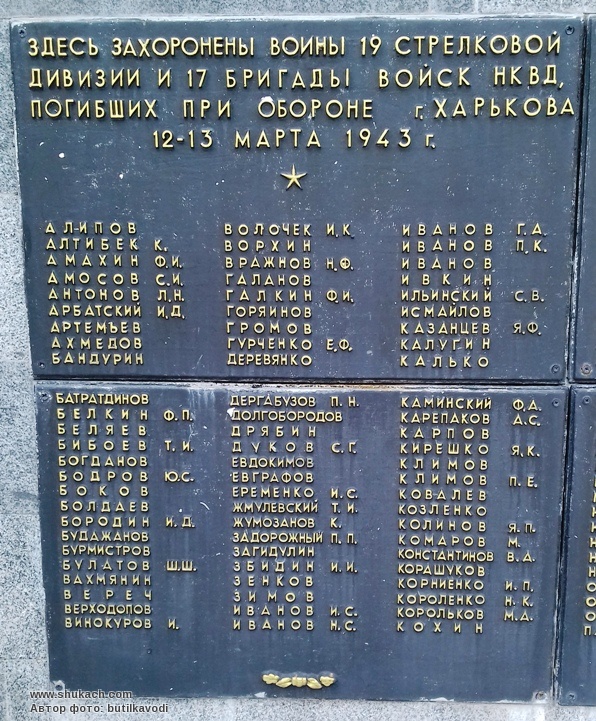 ЗДЕСЬ ЗАХОРОНЕНЫ ВОИНЫ 19 СТРЕЛКОВОЙ
ДИВИЗИИ И 17 БРИГАДЫ ВОЙСК НКВД,
ПОГИБШИХ ПРИ ОБОРОНЕ г. ХАРЬКОВА
12-13 МАРТА 1943 г.
АЛИПОВ
АЛТИБЕК К.
АМАХИН Ф.И.
АМОСОВ С.И.
АНТОНОВ Л.Н.
АРБАТСКИЙ И.Д.
АРТЕМЬЕВ
АХМЕДОВ
БАНДУРИН
ВОЛОЧЕК И.К.
ВОРХИН
ВРАЖНОВ Н.Ф.
ГАЛАНОВ
ГАЛКИН Ф.И.
ГОРЯИНОВ
ГРОМОВ
ГУРЧЕНКО Е.Ф.
ДЕРЕВЯНКО
ИВАНОВ Г.А.
ИВАНОВ П.К.
ИВАНОВ
ИВКИН
ИЛЬИНСКИЙ С.В.
ИСМАЙЛОВ
КАЗАНЦЕВ Я.Ф.
КАЛУГИН
КАЛЬКО
БАТРАТДИНОВ
БЕЛКИН Ф.П.
БЕЛЯЕВ
БИБОЕВ Т.И.
БОГДАНОВ
БОДРОВ Ю.С.
БОКОВ
БОЛДАЕВ
БОРОДИН И.Д.
БУДАЖАНОВ
БУРМИСТРОВ
БУЛАТОВ Ш.Ш.
ВАХМЯНИН
ВЕРЕЧ
ВЕРХОДОПОВ
ВИНОКУРОВ И.
ДЕРГАБУЗОВ П.Н.
ДОЛГОБОРОДОВ
ДРЯБИН
ДУКОВ С.Г.
ЕВДОКИМОВ
ЕВГРАФОВ
ЕРЕМЕНКО И.С.
ЖМУЛЕВСКИЙ Т.И.
ЖУМОЗАНОВ К.
ЗАДОРОЖНЫЙ П.П.
ЗАГИДУЛИН
ЗБИДИН И.И.
ЗЕНКОВ
ЗИМОВ
ИВАНОВ И.С.
ИВАНОВ Н.С.
КАМИНСКИЙ Ф.А.
КАРЕПАКОВ А.С.
КАРПОВ
КИРЕШКО Я.К.
КЛИМОВ
КЛИМОВ П.Е.
КОВАЛЕВ
КОЗЛЕНКО
КОЛИНОВ Я.П.
КОМАРОВ М.
КОНСТАНТИНОВ В.А.
КОРАШУКОВ
КОРНИЕНКО И.П.
КОРОЛЕНКО Н.К.
КОРОЛЬКОВ М.А.
КОХИН
www.shukach.com
Автор фото: butilkavodi